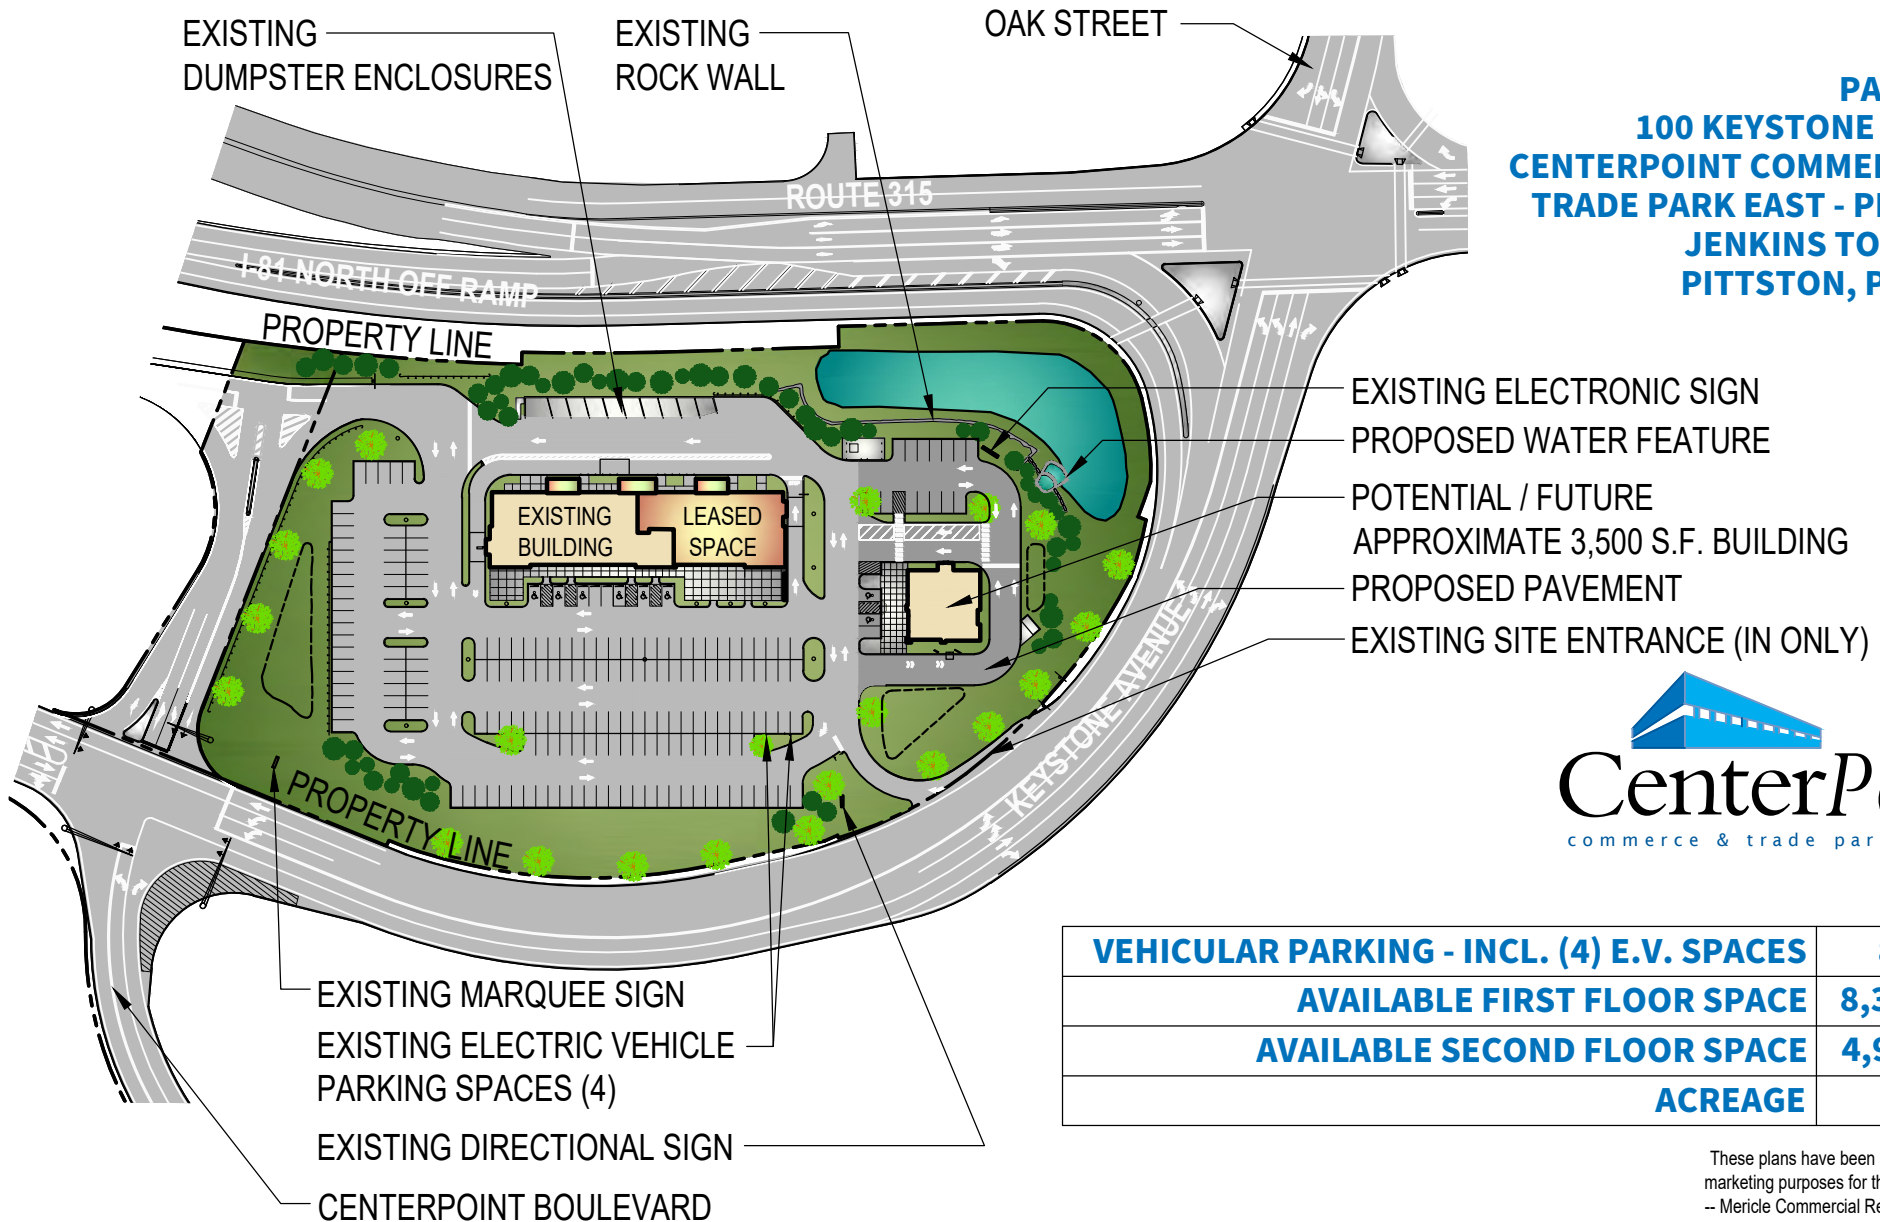 EXISTING
DUMPSTER ENCLOSURES
EXISTING
ROCK WALL
OAK STREET
100 KEYSTONE
CENTERPOINT
TRADE PARK EAST -
JENKINS
PITTSTON,
ROUTE 315
I-81 NORTH OFF RAMP
PROPERTY LINE
EXISTING ELECTRONIC SIGN
PROPOSED WATER FEATURE
POTENTIAL / FUTURE
APPROXIMATE 3,500 S.F. BUILDING
PROPOSED PAVEMENT
EXISTING SITE ENTRANCE (IN ONLY)
EXISTING
BUILDING
LEASED
SPACE
KEYSTONE AVENUE
PROPERTY LINE
Center
commerce & trade
VEHICULAR PARKING - INCL. (4) E.V. SPACES
AVAILABLE FIRST FLOOR SPACE
AVAILABLE SECOND FLOOR SPACE
ACREAGE
EXISTING MARQUEE SIGN
EXISTING ELECTRIC VEHICLE
PARKING SPACES (4)
EXISTING DIRECTIONAL SIGN
CENTERPOINT BOULEVARD
These plans have been
marketing purposes for
-- Mericle Commercial